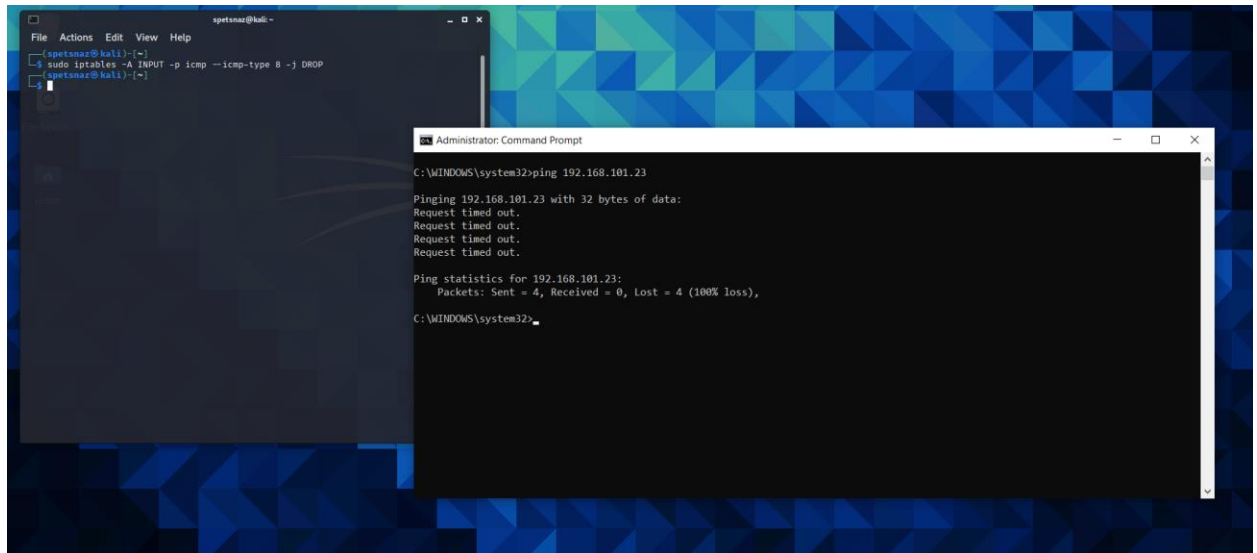 spetsnaz@kali: ~
File Actions Edit View Help
(spetsnaz㉿kali)-[~]
$ sudo iptables -A INPUT -p icmp --icmp-type 8 -j DROP
(spetsnaz㉿kali)-[~]
$
Administrator: Command Prompt
C:\WINDOWS\system32>ping 192.168.101.23
Pinging 192.168.101.23 with 32 bytes of data:
Request timed out.
Request timed out.
Request timed out.
Request timed out.
Ping statistics for 192.168.101.23:
Packets: Sent = 4, Received = 0, Lost = 4 (100% loss),
C:\WINDOWS\system32>